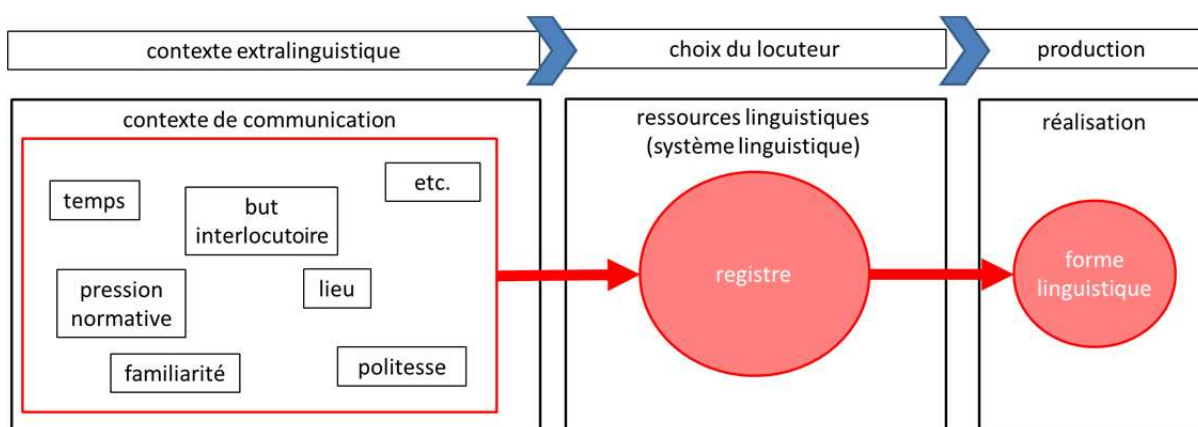 contexte extralinguistique
choix du locuteur
production
contexte de communication
temps
but
interlocutoire
etc.
pression
normative
lieu
familiarité
politesse
ressources linguistiques
(système linguistique)
registre
réalisation
forme
linguistique